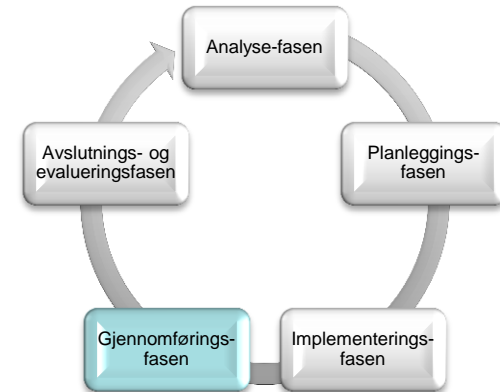 Analyse-fasen
Planleggings-
fasen
Implementerings-
fasen
Gjennomførings-
fasen
Avslutnings- og
evalueringsfasen